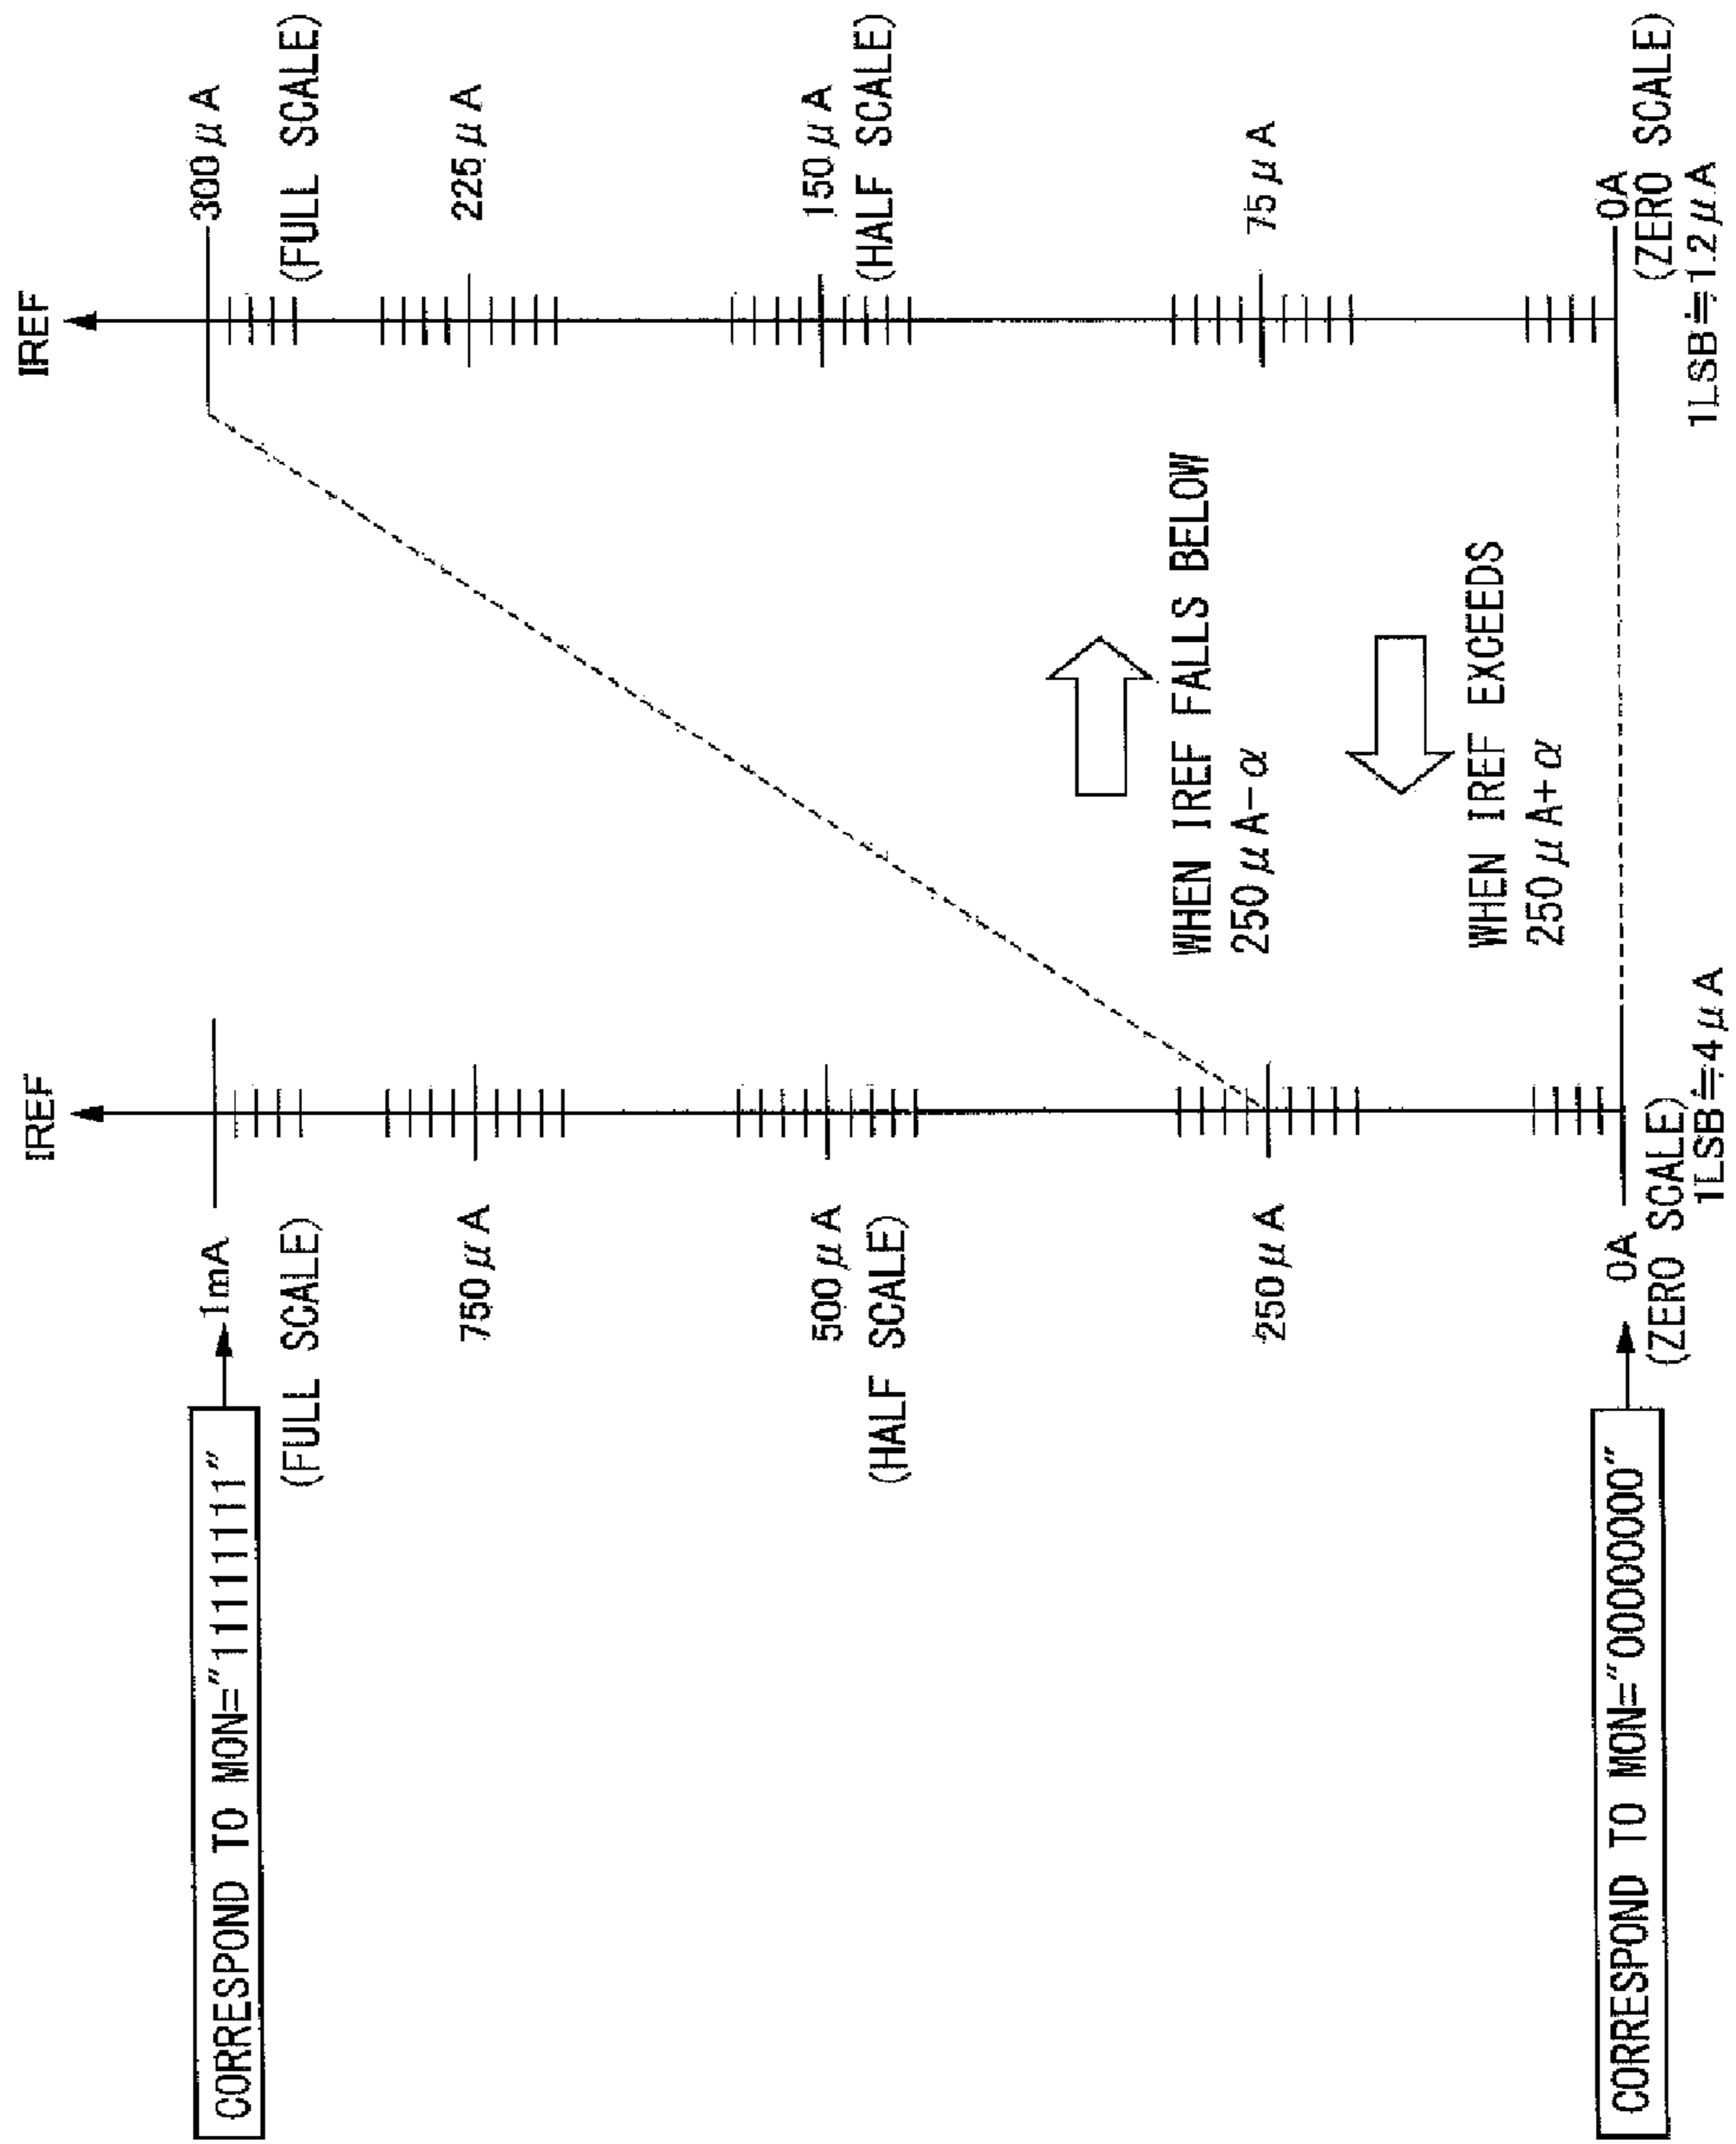 IREF
IREF
CORRESPOND TO MON="11111111"
1mA
(FULL SCALE)
300μA
(FULL SCALE)
750μA
225μA
500μA
(HALF SCALE)
150μA
(HALF SCALE)
250μA
75μA
WHEN IREF FALLS BELOW
250μA-α
WHEN IREF EXCEEDS
250μA+α
CORRESPOND TO MON="00000000"
0A
(ZERO SCALE)
1LSB≒4μA
0A
(ZERO SCALE)
1LSB≒1.2μA